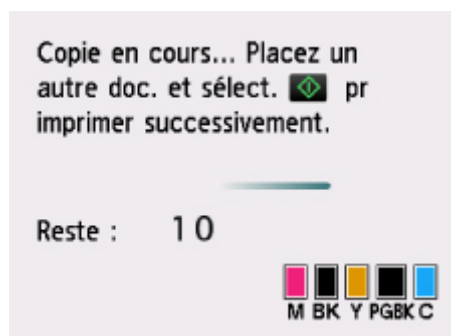 Copie en cours... Placez un
autre doc. et sélect. pr
imprimer successivement.
Reste : 10
M BK Y PGBK C